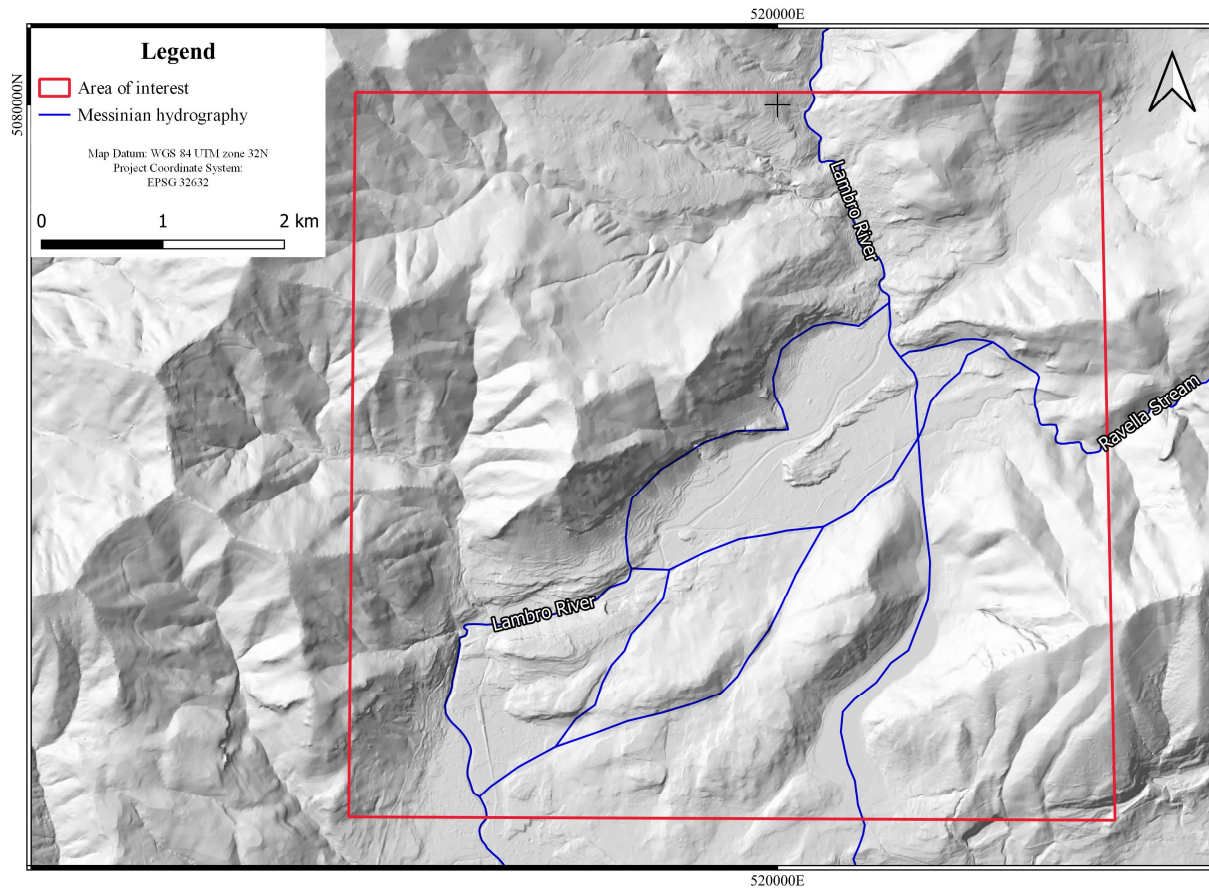 520000E
5080000N
Legend
Area of interest
Messinian hydrography
Map Datum: WGS 84 UTM zone 32N
Project Coordinate System:
EPSG 32632
0 1 2 km
Lambro River
Ravella Stream
Lambro River
520000E